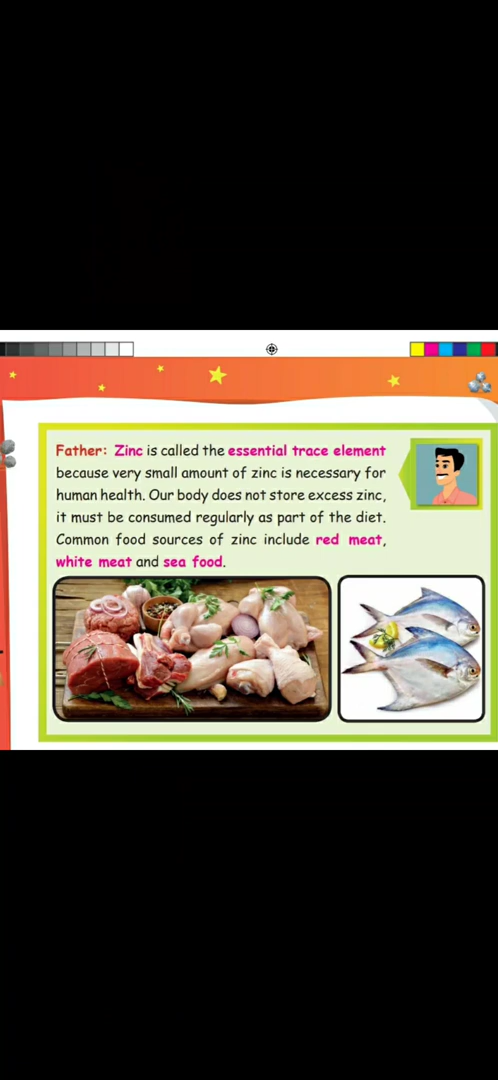 Father: Zinc is called the essential trace element
because very small amount of zinc is necessary for
human health. Our body does not store excess zinc,
it must be consumed regularly as part of the diet.
Common food sources of zinc include red meat,
white meat and sea food.